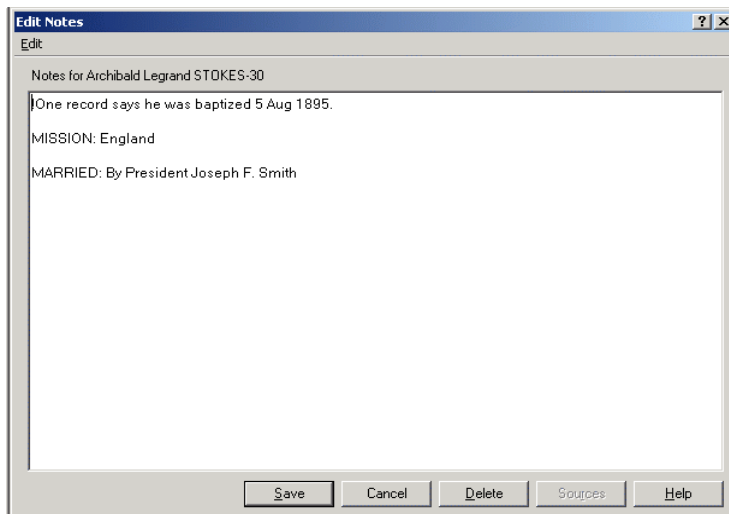 Edit Notes
Edit
Notes for Archibald Legrand STOKES-30
!One record says he was baptized 5 Aug 1895.
MISSION: England
MARRIED: By President Joseph F. Smith
Save Cancel Delete Sources Help